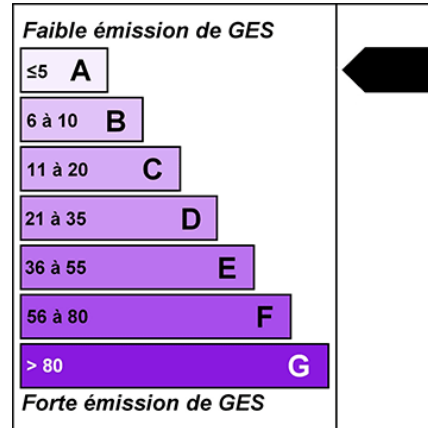 Faible émission de GES
≤5 A
6 à 10 B
11 à 20 C
21 à 35 D
36 à 55 E
56 à 80 F
> 80 G
Forte émission de GES